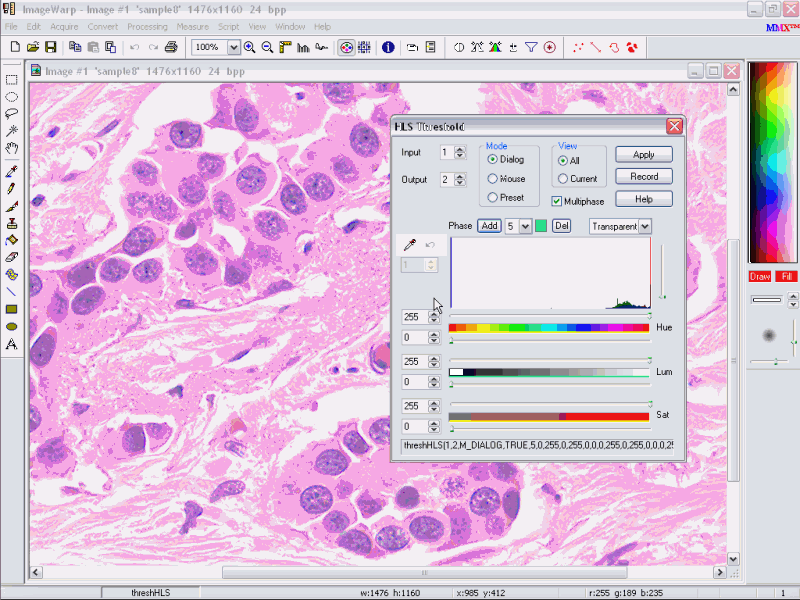 ImageWarp - Image #1 'sample8' 1476x1160 24 bpp
File Edit Acquire Convert Processing Measure Script View Window Help
MMX™
100%
Image #1 'sample8' 1476x1160 24 bpp
HLS Threshold
Input 1
Output 2
Mode
Dialog
Mouse
Preset
View
All
Current
Multiphase
Apply
Record
Help
Phase Add 5 Del Transparent
1
255
Hue
0
255
Lum
0
255
Sat
0
threshHLS(1,2,M_DIALOG,TRUE,5,0,255,0,255,0,0,0,255,0,255,0,0,0,25
Draw Fill
A
threshHLS w:1476 h:1160 x:985 y:412 r:255 g:189 b:235 1